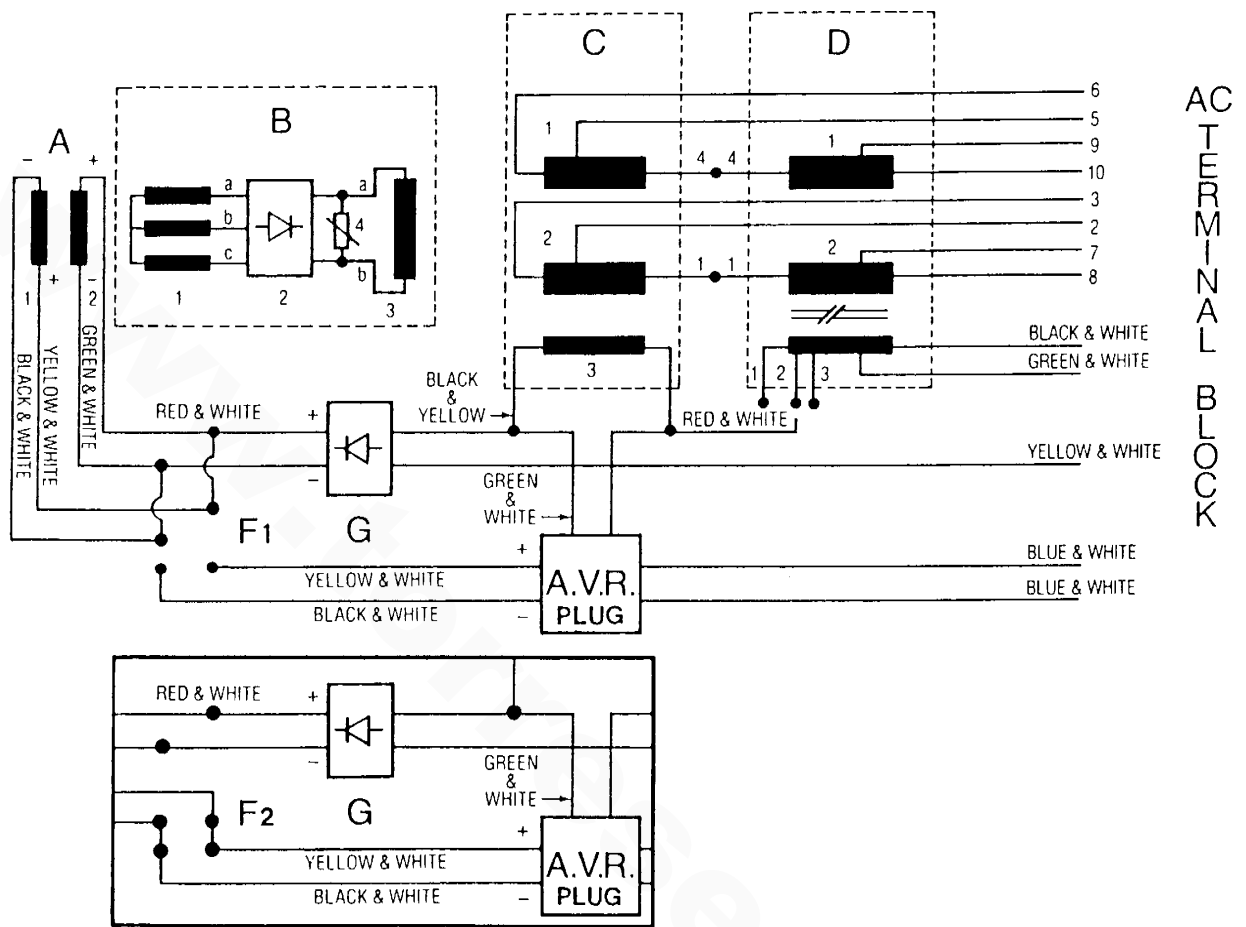 C
D
6
AC
5
1
9
1
4
4
10
3
2
2
2
7
1
1
8
TERMINAL BLOCK
A
- +
B
a
b
c
a
4
b
1
2
3
+ -
1
2
GREEN & WHITE
YELLOW & WHITE
BLACK & WHITE
3
1
2
3
BLACK & WHITE
GREEN & WHITE
BLACK
&
YELLOW
RED & WHITE
+
RED & WHITE
-
YELLOW & WHITE
GREEN
&
WHITE
F1
G
+
YELLOW & WHITE
A.V.R.
PLUG
BLACK & WHITE
-
BLUE & WHITE
BLUE & WHITE
RED & WHITE
+
-
GREEN
&
WHITE
F2
G
+
YELLOW & WHITE
A.V.R.
PLUG
BLACK & WHITE
-